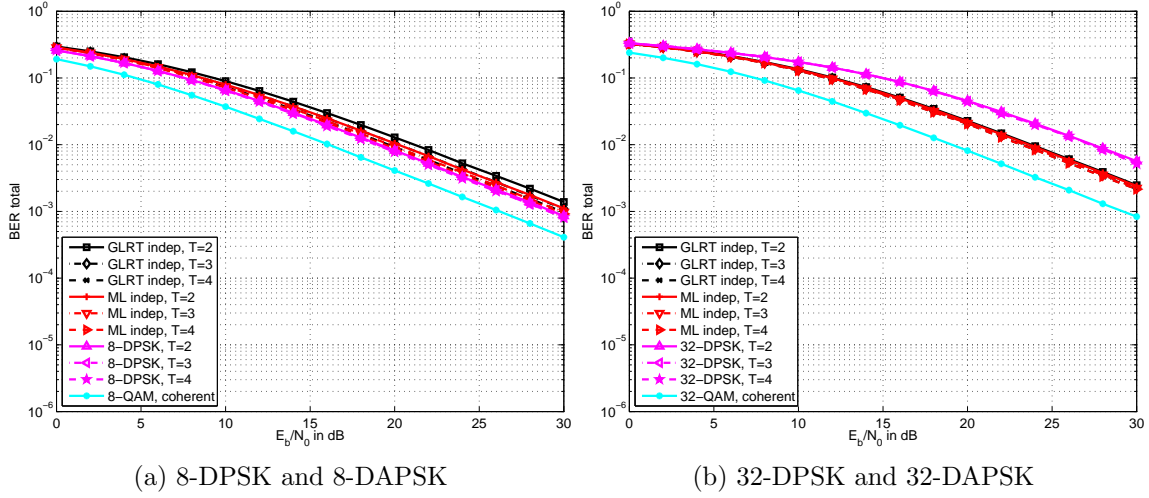 10^0
10^-1
10^-2
10^-3
10^-4
10^-5
10^-6
BER total
GLRT indep, T=2
GLRT indep, T=3
GLRT indep, T=4
ML indep, T=2
ML indep, T=3
ML indep, T=4
8−DPSK, T=2
8−DPSK, T=3
8−DPSK, T=4
8−QAM, coherent
0 5 10 15 20 25 30
E_b/N_0 in dB
(a) 8-DPSK and 8-DAPSK
10^0
10^-1
10^-2
10^-3
10^-4
10^-5
10^-6
BER total
GLRT indep, T=2
GLRT indep, T=3
GLRT indep, T=4
ML indep, T=2
ML indep, T=3
ML indep, T=4
32−DPSK, T=2
32−DPSK, T=3
32−DPSK, T=4
32−QAM, coherent
0 5 10 15 20 25 30
E_b/N_0 in dB
(b) 32-DPSK and 32-DAPSK